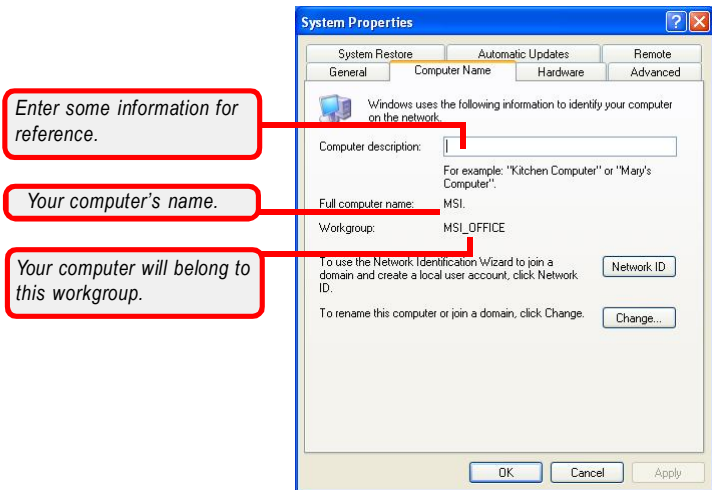 System Properties
System Restore
Automatic Updates
Remote
General
Computer Name
Hardware
Advanced
Enter some information for
reference.
Windows uses the following information to identify your computer
on the network.
Computer description:
For example: "Kitchen Computer" or "Mary's
Computer".
Your computer's name.
Full computer name:
MSI.
Workgroup:
MSI_OFFICE
Your computer will belong to
this workgroup.
To use the Network Identification Wizard to join a
domain and create a local user account, click Network
ID.
Network ID
To rename this computer or join a domain, click Change.
Change...
OK
Cancel
Apply